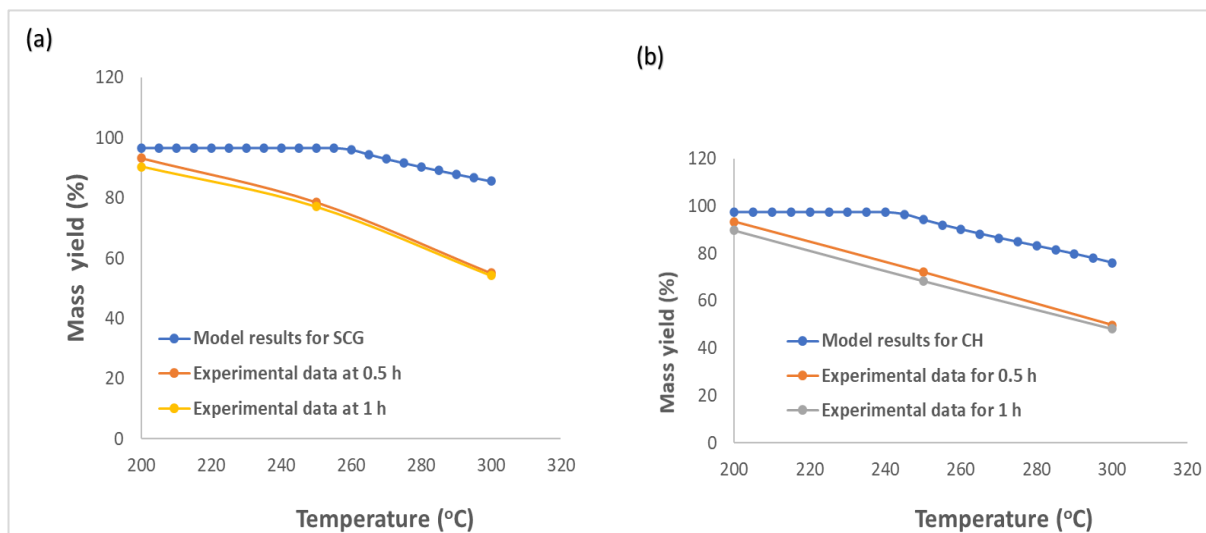 (a)
120
100
80
60
40
20
0
Mass yield (%)
Model results for SCG
Experimental data at 0.5 h
Experimental data at 1 h
200 220 240 260 280 300 320
Temperature (°C)
(b)
120
100
80
60
40
20
0
Mass yield (%)
Model results for CH
Experimental data for 0.5 h
Experimental data for 1 h
200 220 240 260 280 300 320
Temperature (°C)